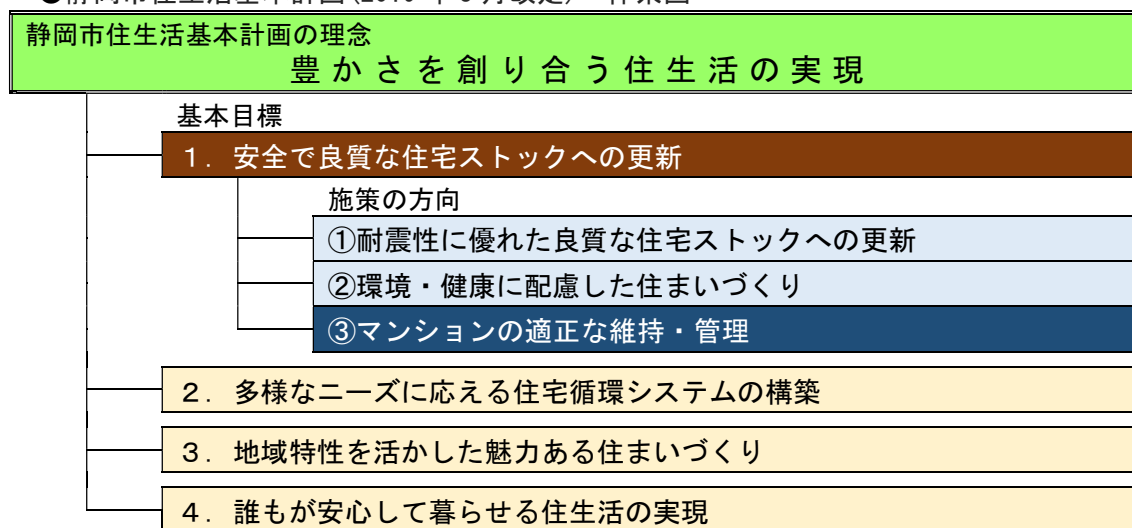 静岡市住生活基本計画の理念
豊かさを創り合う住生活の実現
基本目標
１．安全で良質な住宅ストックへの更新
施策の方向
①耐震性に優れた良質な住宅ストックへの更新
②環境・健康に配慮した住まいづくり
③マンションの適正な維持・管理
２．多様なニーズに応える住宅循環システムの構築
３．地域特性を活かした魅力ある住まいづくり
４．誰もが安心して暮らせる住生活の実現